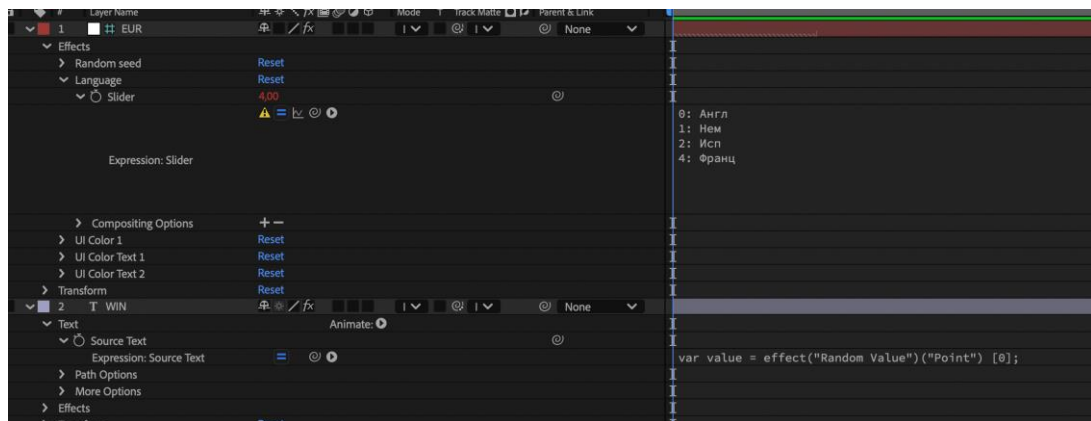 # Layer Name Mode T Track Matte Parent & Link
1 EUR None
Effects
Random seed Reset
Language Reset
Slider 4,00
Expression: Slider
0: Англ
1: Нем
2: Исп
4: Франц
Compositing Options
UI Color 1 Reset
UI Color Text 1 Reset
UI Color Text 2 Reset
Transform Reset
2 T WIN None
Text Animate:
Source Text
Expression: Source Text var value = effect("Random Value")("Point") [0];
Path Options
More Options
Effects